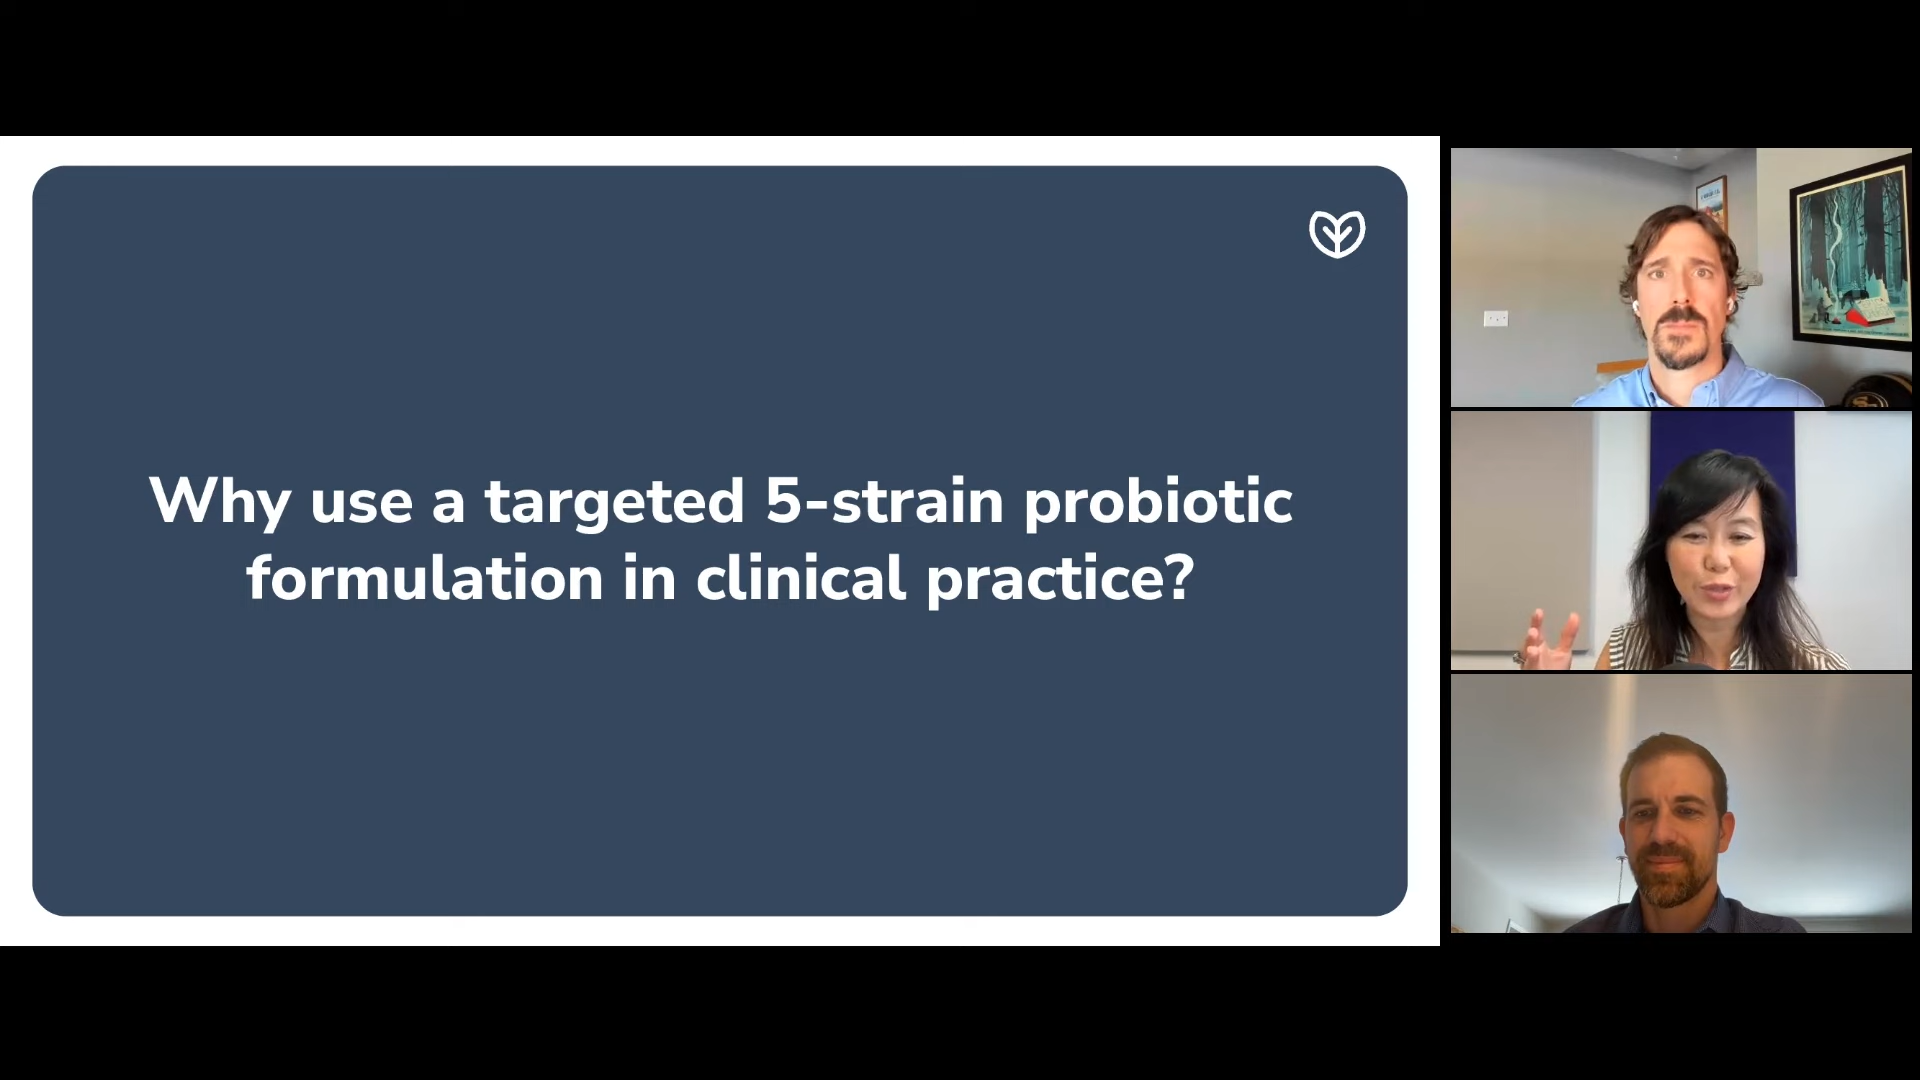 Why use a targeted 5-strain probiotic
formulation in clinical practice?